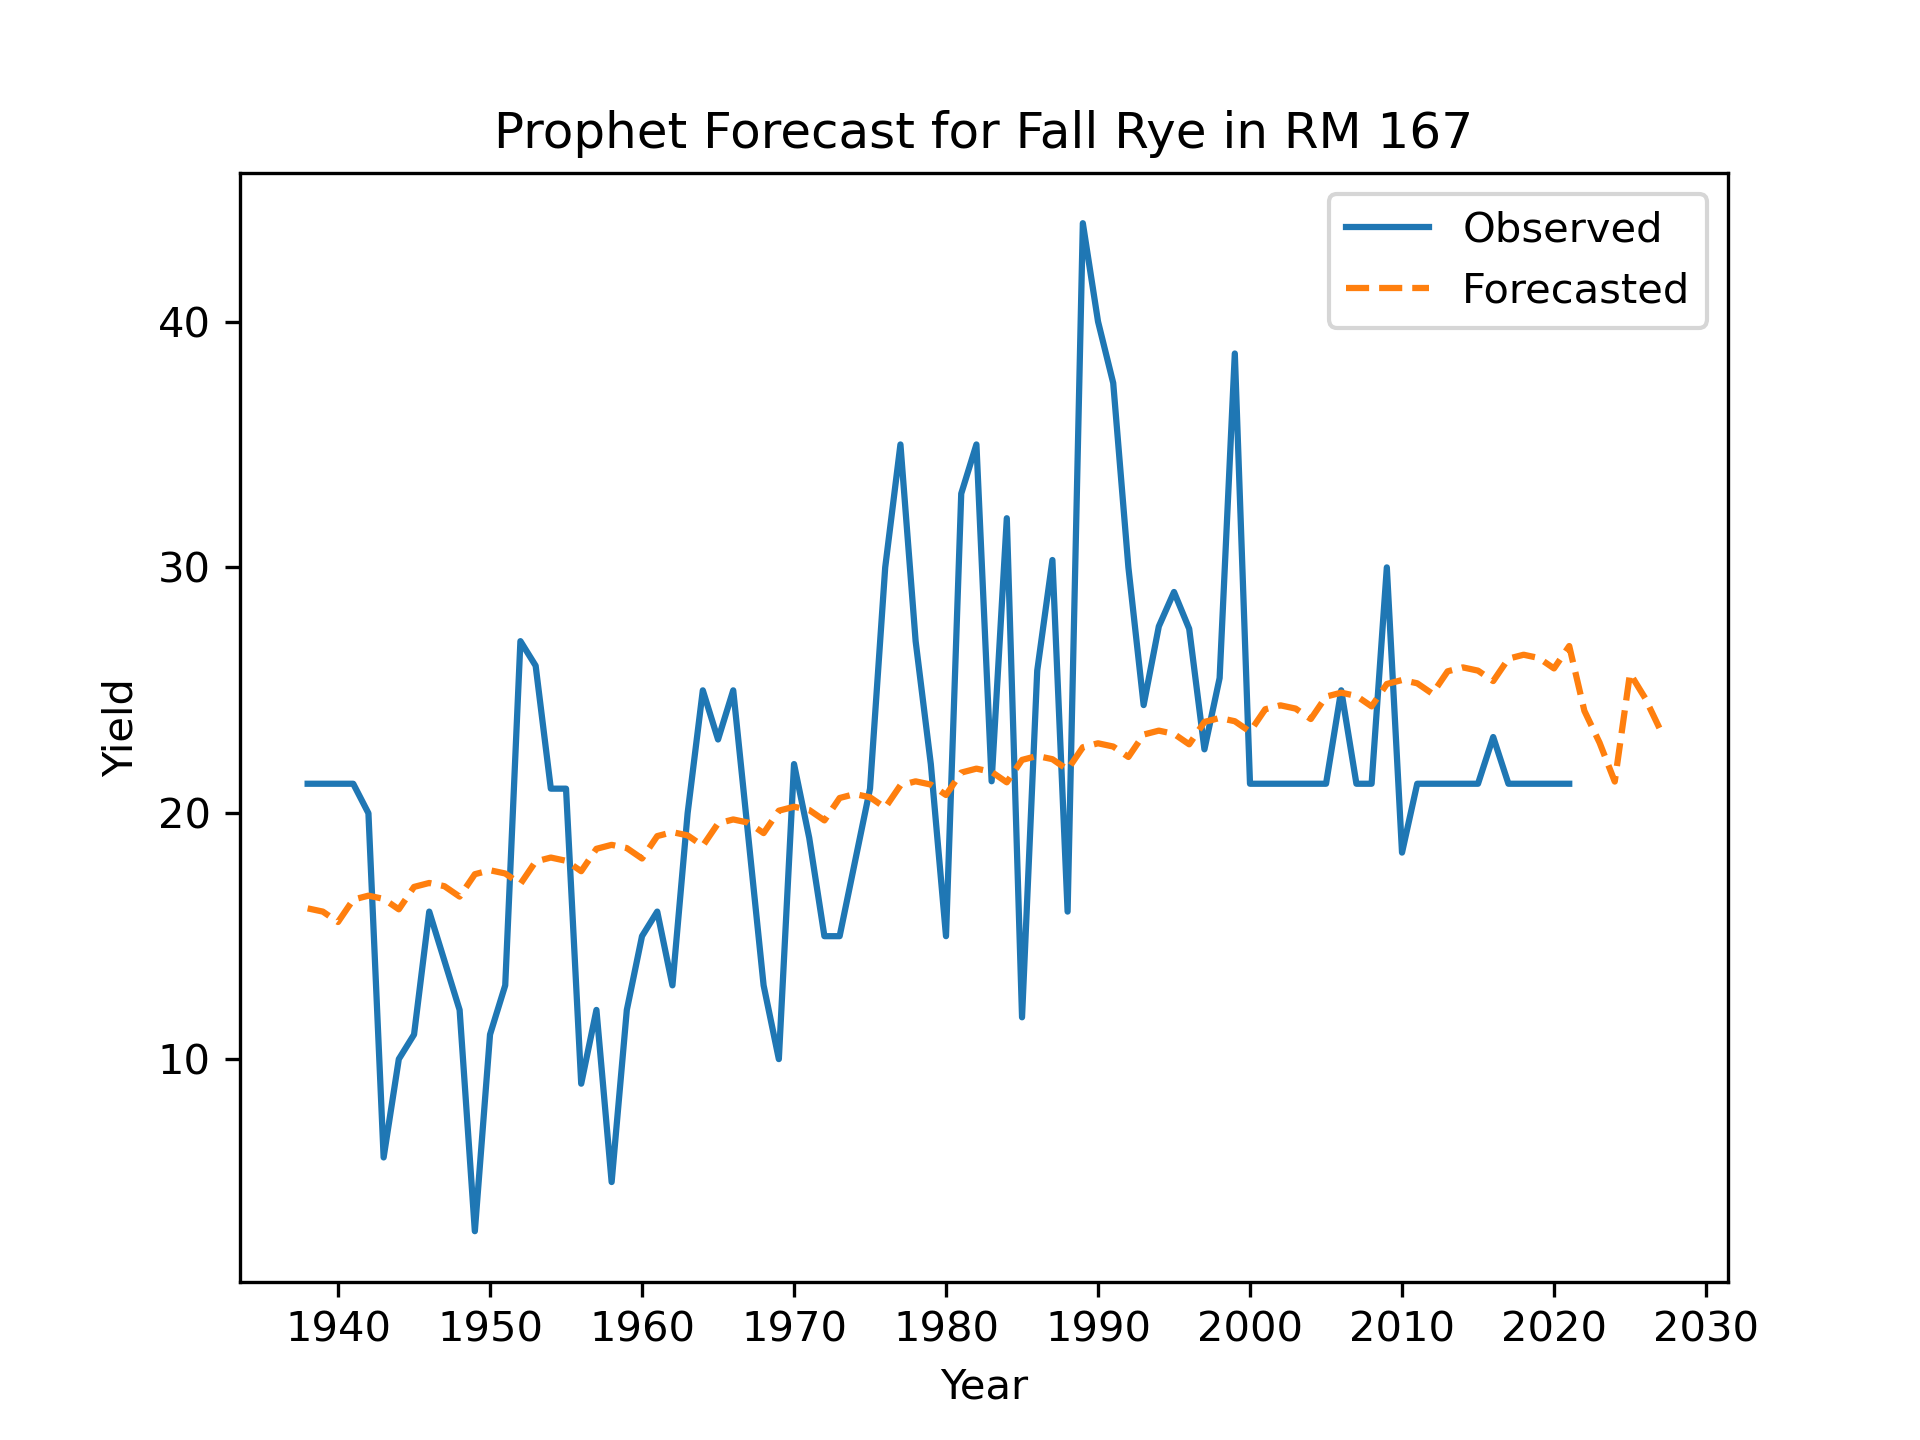 Prophet Forecast for Fall Rye in RM 167
Observed
Forecasted
40
30
20
10
Yield
1940 1950 1960 1970 1980 1990 2000 2010 2020 2030
Year